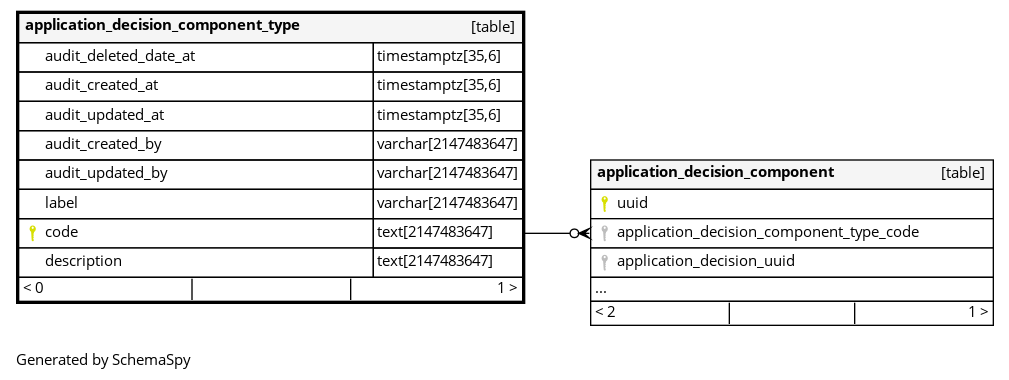 application_decision_component_type [table]
audit_deleted_date_at timestamptz[35,6]
audit_created_at timestamptz[35,6]
audit_updated_at timestamptz[35,6]
audit_created_by varchar[2147483647]
audit_updated_by varchar[2147483647]
label varchar[2147483647]
code text[2147483647]
description text[2147483647]
< 0 1 >
application_decision_component [table]
uuid
application_decision_component_type_code
application_decision_uuid
...
< 2 1 >
Generated by SchemaSpy